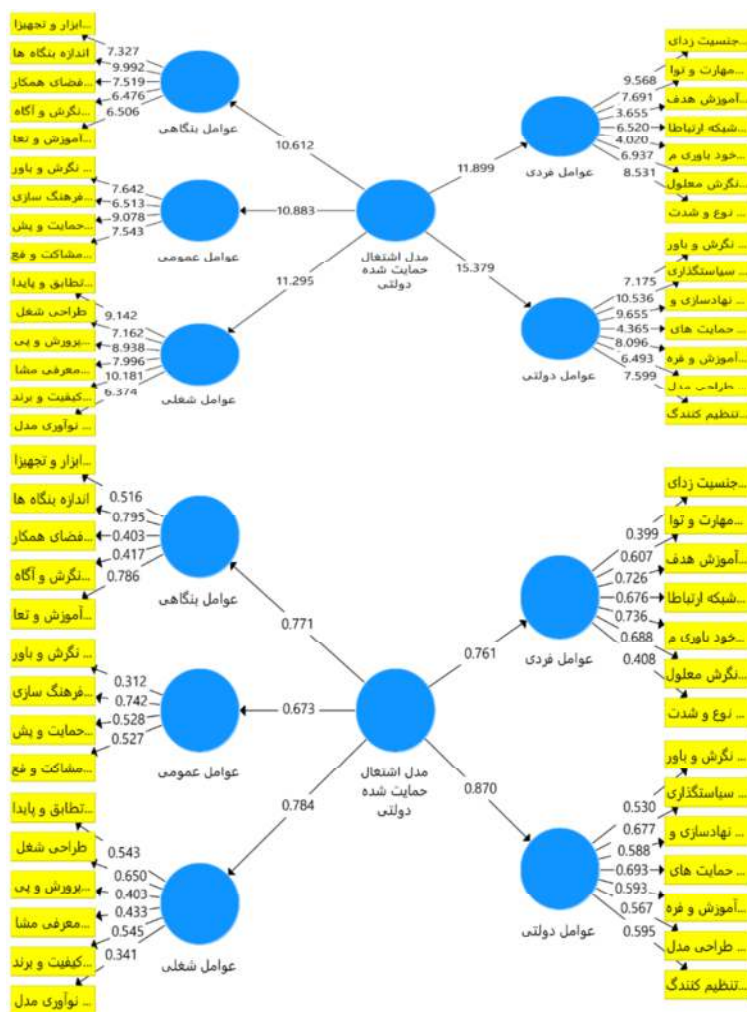 ابزار و تجهیزا...
اندازه بنگاه ها
فضای همکار...
نگرش و آگاه...
آموزش و تعا...
7.327
9.992
7.519
6.476
6.506
عوامل بنگاهی
10.612
نگرش و باور ...
فرهنگ سازی...
حمایت و پش...
مشاکت و فع...
7.642
6.513
9.078
7.543
عوامل عمومی
10.883
تطابق و پایدا...
طراحی شغل
پرورش و پی...
معرفی مشا...
کیفیت و برند...
نوآوری مدل ...
9.142
7.162
8.938
7.996
10.181
6.374
عوامل شغلی
11.295
مدل اشتغال
حمایت شده
دولتی
11.899
جنسیت زدای...
مهارت و توا...
آموزش هدف...
شبکه ارتباطا...
خود باوری م...
نگرش معلول...
نوع و شدت ...
9.568
7.691
3.655
6.520
4.020
6.937
8.531
عوامل فردی
15.379
نگرش و باور ...
سیاستگذاری ...
نهادسازی و ...
حمایت های ...
آموزش و فره...
طراحی مدل ...
تنظیم کنندگ...
7.175
10.536
9.655
4.365
8.096
6.493
7.599
عوامل دولتی
ابزار و تجهیزا...
اندازه بنگاه ها
فضای همکار...
نگرش و آگاه...
آموزش و تعا...
0.516
0.795
0.403
0.417
0.786
عوامل بنگاهی
0.771
نگرش و باور ...
فرهنگ سازی...
حمایت و پش...
مشاکت و فع...
0.312
0.742
0.528
0.527
عوامل عمومی
0.673
تطابق و پایدا...
طراحی شغل
پرورش و پی...
معرفی مشا...
کیفیت و برند...
نوآوری مدل ...
0.543
0.650
0.403
0.433
0.545
0.341
عوامل شغلی
0.784
مدل اشتغال
حمایت شده
دولتی
0.761
جنسیت زدای...
مهارت و توا...
آموزش هدف...
شبکه ارتباطا...
خود باوری م...
نگرش معلول...
نوع و شدت ...
0.399
0.607
0.726
0.676
0.736
0.688
0.408
عوامل فردی
0.870
نگرش و باور ...
سیاستگذاری ...
نهادسازی و ...
حمایت های ...
آموزش و فره...
طراحی مدل ...
تنظیم کنندگ...
0.530
0.677
0.588
0.693
0.593
0.567
0.595
عوامل دولتی